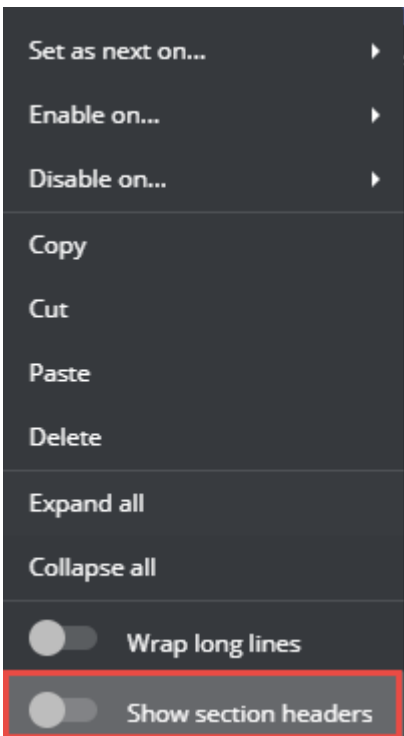 Set as next on...
Enable on...
Disable on...
Copy
Cut
Paste
Delete
Expand all
Collapse all
Wrap long lines
Show section headers